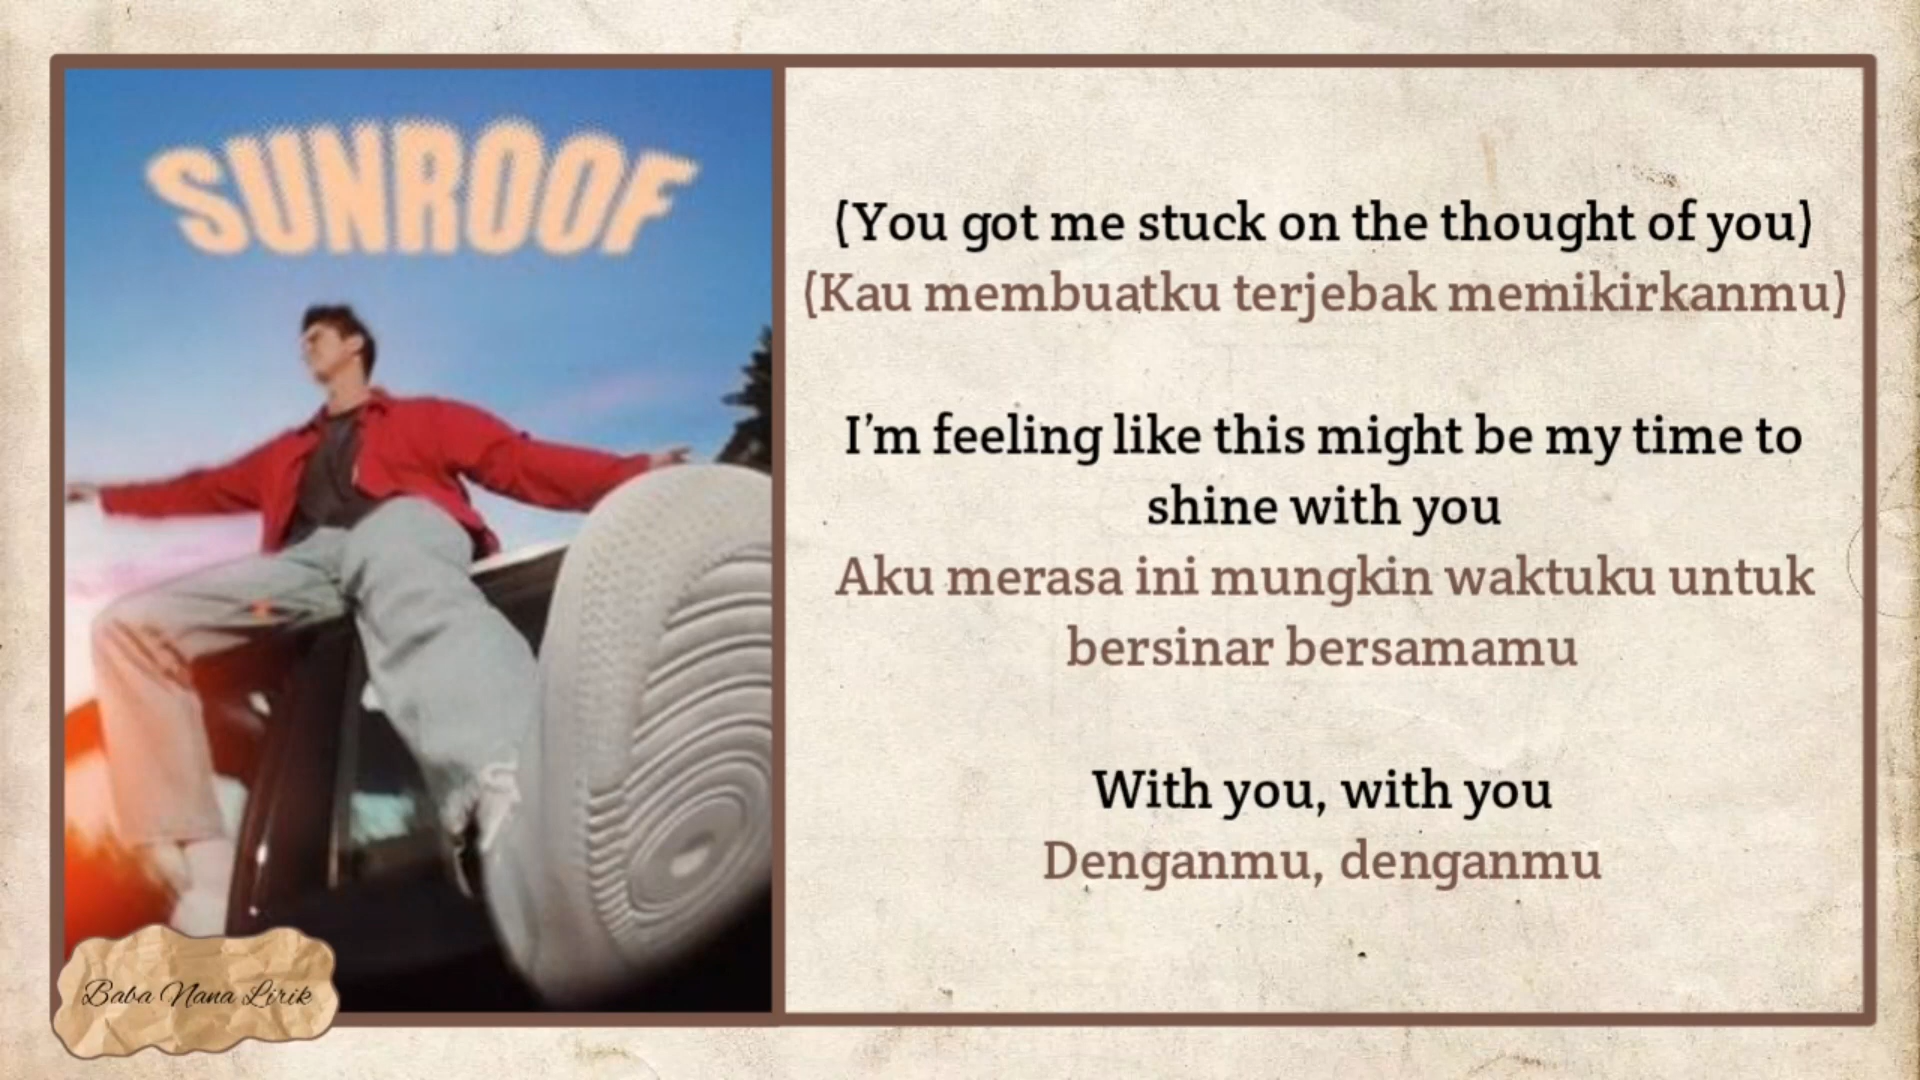 SUNROOF
(You got me stuck on the thought of you)
(Kau membuatku terjebak memikirkanmu)
I'm feeling like this might be my time to
shine with you
Aku merasa ini mungkin waktuku untuk
bersinar bersamamu
With you, with you
Denganmu, denganmu
Baba Nana Lirik